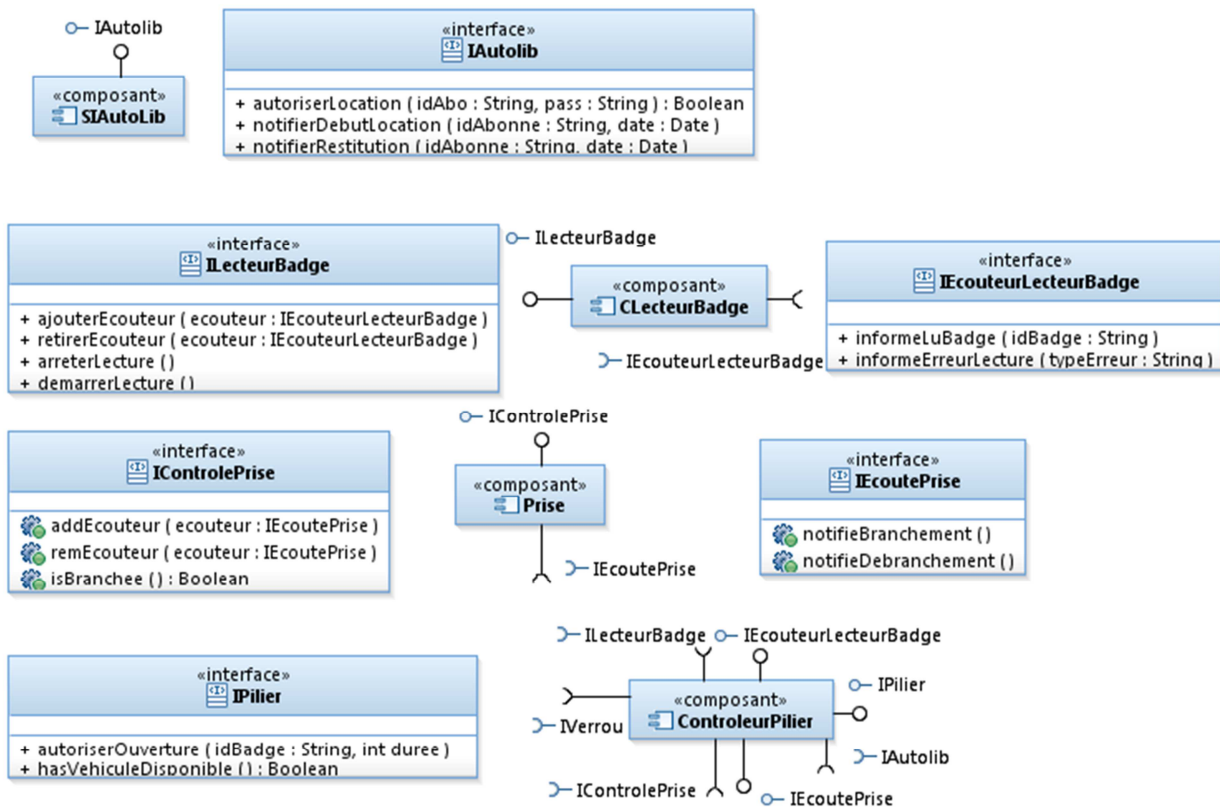 IAutolib
«composant»
SIAutoLib
«interface»
IAutolib
+ autoriserLocation ( idAbo : String, pass : String ) : Boolean
+ notifierDebutLocation ( idAbonne : String, date : Date )
+ notifierRestitution ( idAbonne : String, date : Date )
«interface»
ILecteurBadge
+ ajouterEcouteur ( ecouteur : IEcouteurLecteurBadge )
+ retirerEcouteur ( ecouteur : IEcouteurLecteurBadge )
+ arreterLecture ()
+ demarrerLecture ()
ILecteurBadge
«composant»
CLecteurBadge
IEcouteurLecteurBadge
«interface»
IEcouteurLecteurBadge
+ informeLuBadge ( idBadge : String )
+ informeErreurLecture ( typeErreur : String )
«interface»
IControlePrise
addEcouteur ( ecouteur : IEcoutePrise )
remEcouteur ( ecouteur : IEcoutePrise )
isBranchee () : Boolean
IControlePrise
«composant»
Prise
IEcoutePrise
«interface»
IEcoutePrise
notifieBranchement ()
notifieDebranchement ()
«interface»
IPilier
+ autoriserOuverture ( idBadge : String, int duree )
+ hasVehiculeDisponible () : Boolean
ILecteurBadge
IEcouteurLecteurBadge
«composant»
ControleurPilier
IPilier
IVerrou
IAutolib
IControlePrise
IEcoutePrise